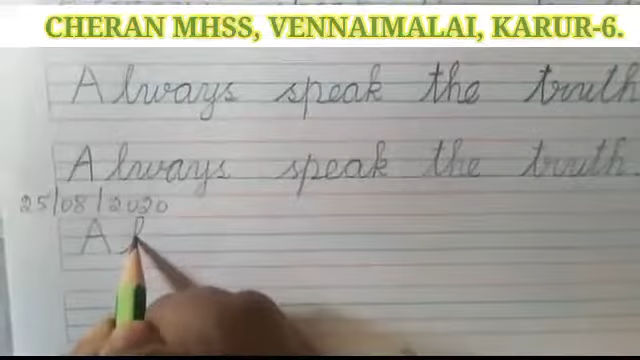 CHERAN MHSS, VENNAIMALAI, KARUR-6.
Always speak the truth
Always speak the truth.
25/08/2020
Al